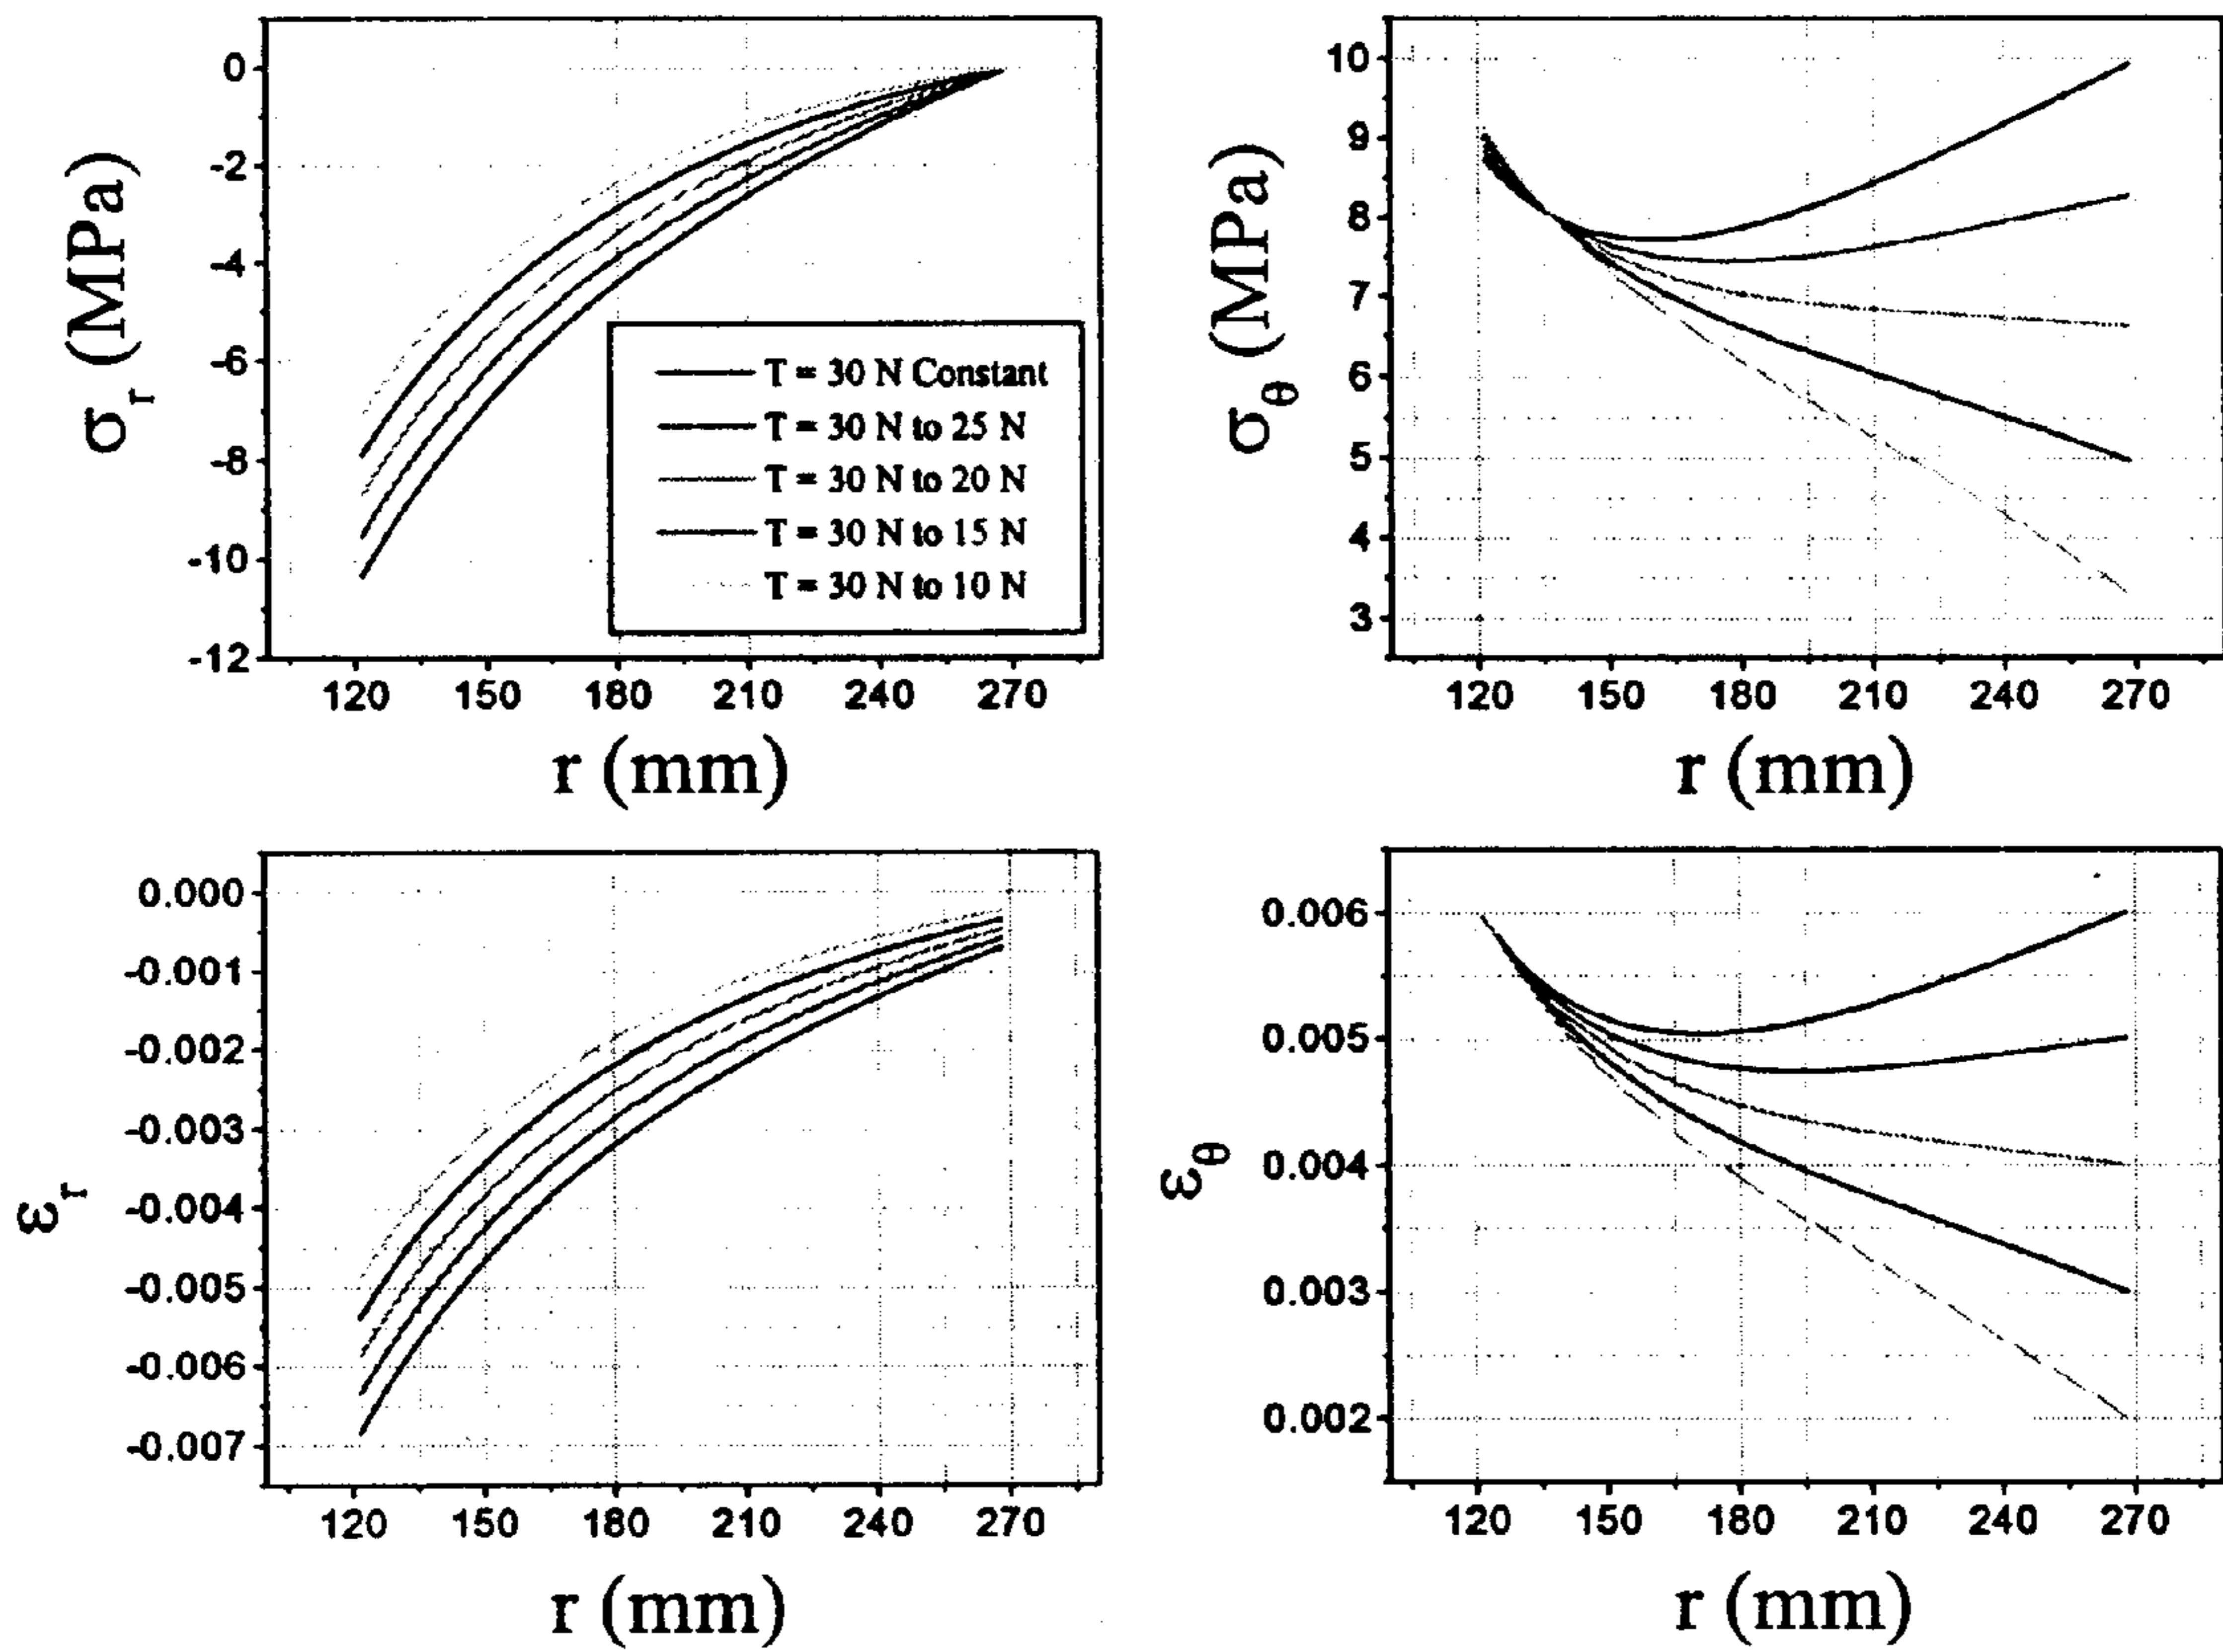 σr (MPa)
0
-2
-4
-6
-8
-10
-12
T = 30 N Constant
T = 30 N to 25 N
T = 30 N to 20 N
T = 30 N to 15 N
T = 30 N to 10 N
120 150 180 210 240 270
r (mm)
σθ (MPa)
10
9
8
7
6
5
4
3
120 150 180 210 240 270
r (mm)
εr
0.000
-0.001
-0.002
-0.003
-0.004
-0.005
-0.006
-0.007
120 150 180 210 240 270
r (mm)
εθ
0.006
0.005
0.004
0.003
0.002
120 150 180 210 240 270
r (mm)